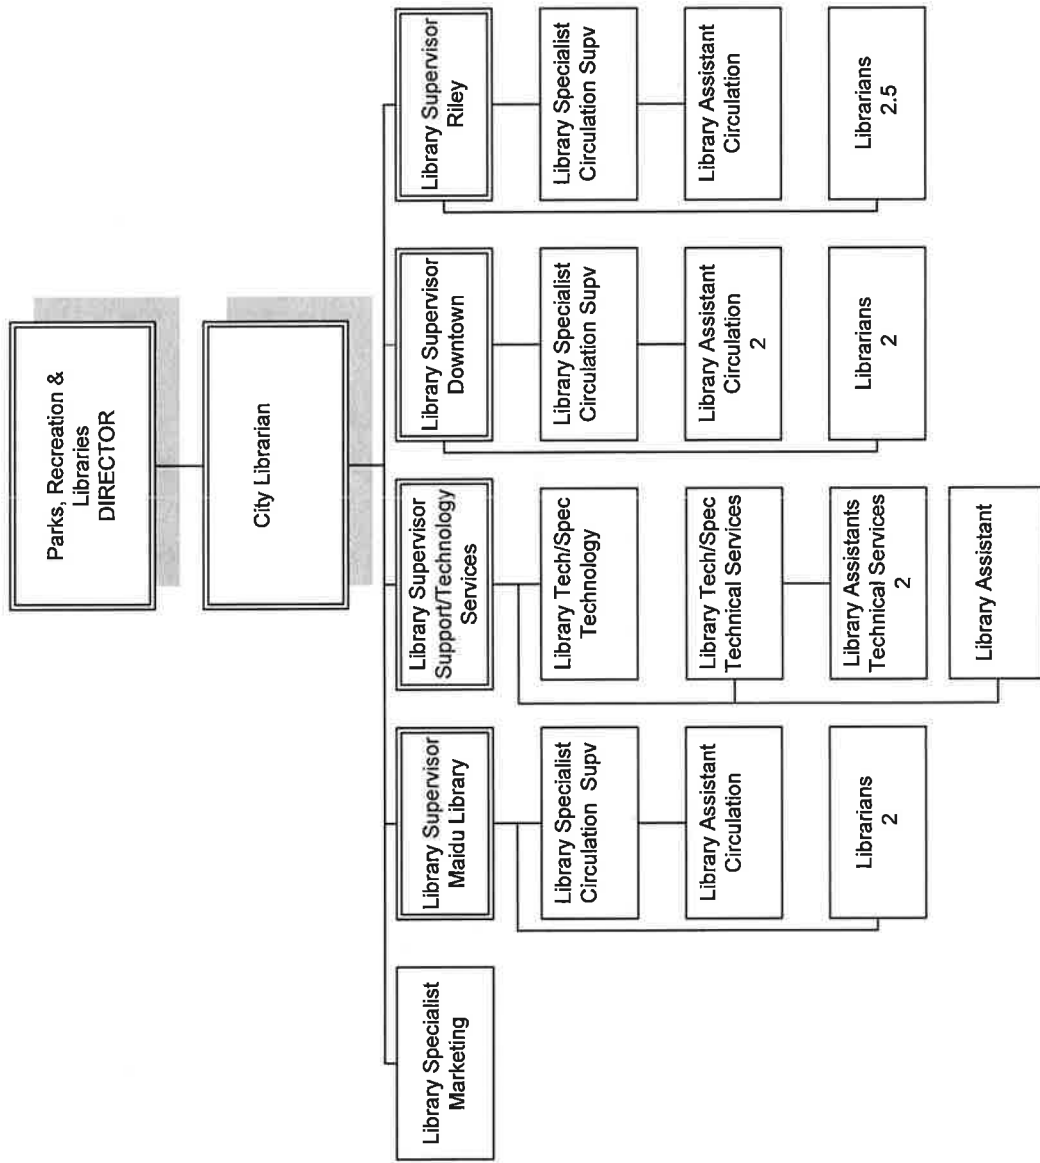 Parks, Recreation &
Libraries
DIRECTOR
City Librarian
Library Specialist
Marketing
Library Supervisor
Maidu Library
Library Specialist
Circulation Supv
Library Assistant
Circulation
Librarians
2
Library Supervisor
Support/Technology
Services
Library Tech/Spec
Technology
Library Tech/Spec
Technical Services
Library Assistants
Technical Services
2
Library Assistant
Library Supervisor
Downtown
Library Specialist
Circulation Supv
Library Assistant
Circulation
2
Librarians
2
Library Supervisor
Riley
Library Specialist
Circulation Supv
Library Assistant
Circulation
Librarians
2.5